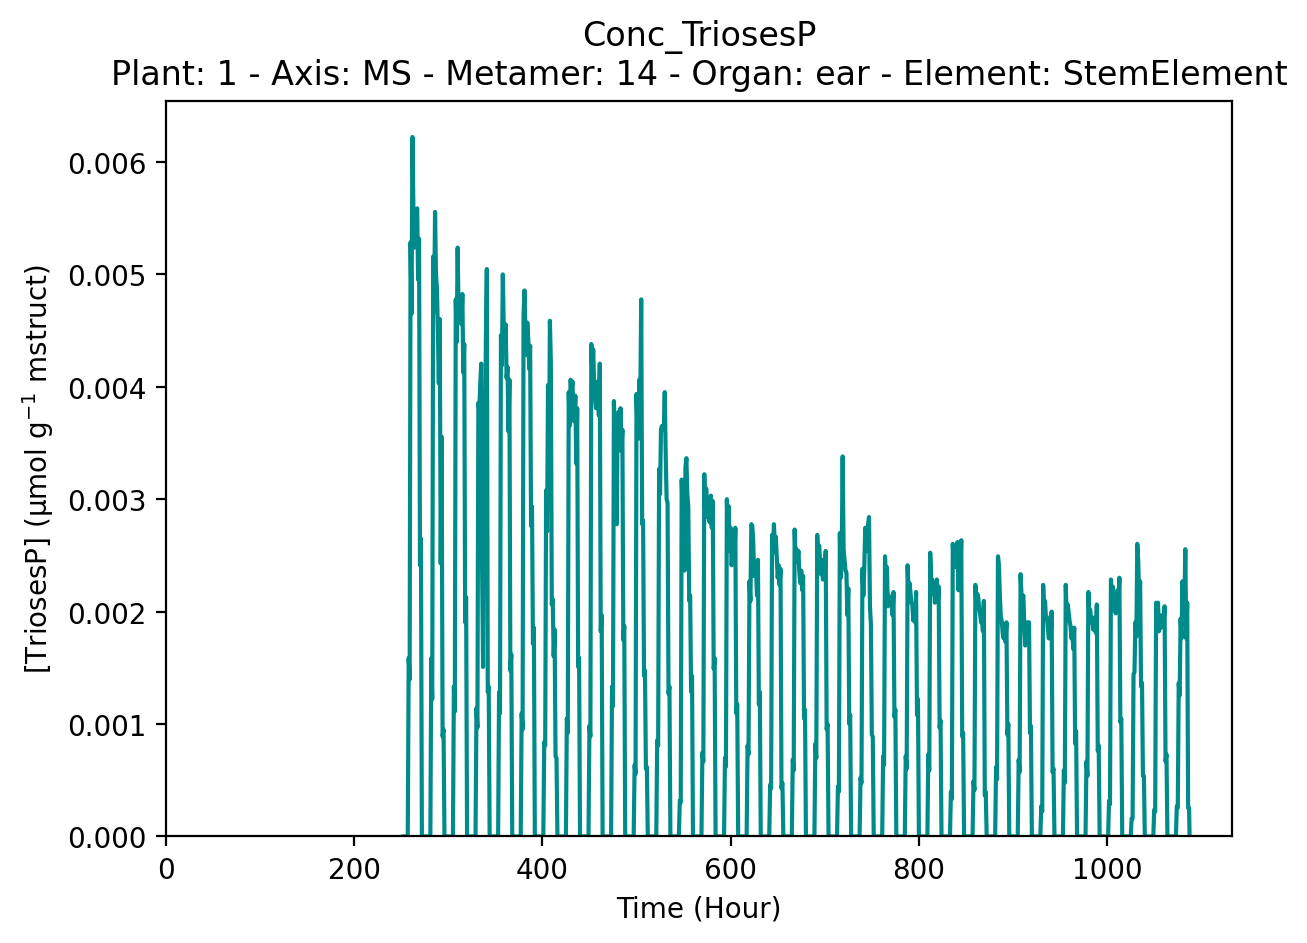 Conc_TriosesP
Plant: 1 - Axis: MS - Metamer: 14 - Organ: ear - Element: StemElement
[TriosesP] (µmol g⁻¹ mstruct)
0.006
0.005
0.004
0.003
0.002
0.001
0.000
0 200 400 600 800 1000
Time (Hour)